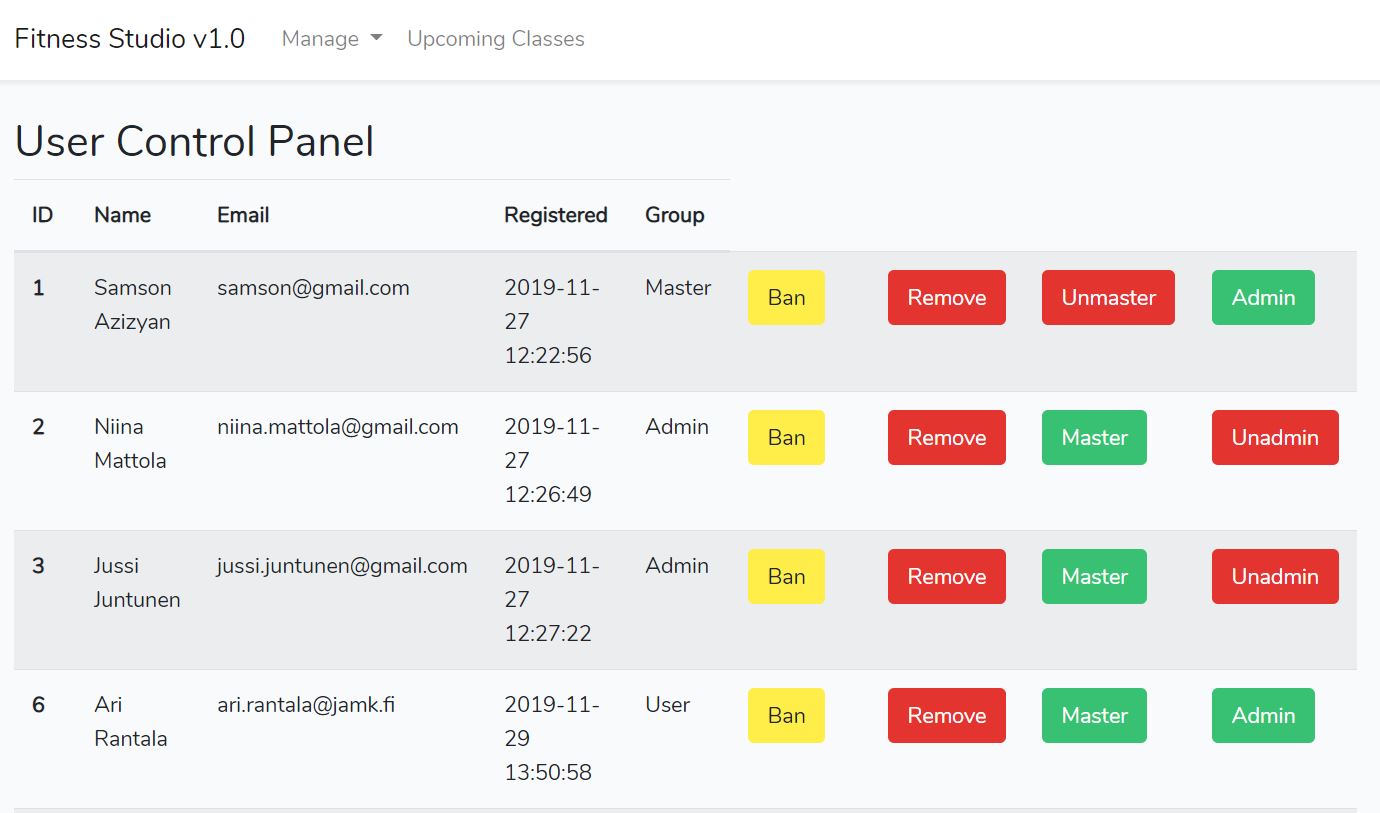 Fitness Studio v1.0 Manage Upcoming Classes
User Control Panel
ID Name Email Registered Group
1 Samson samson@gmail.com 2019-11- Master Ban Remove Unmaster Admin
Azizyan 27
12:22:56
2 Niina niina.mattola@gmail.com 2019-11- Admin Ban Remove Master Unadmin
Mattola 27
12:26:49
3 Jussi jussi.juntunen@gmail.com 2019-11- Admin Ban Remove Master Unadmin
Juntunen 27
12:27:22
6 Ari ari.rantala@jamk.fi 2019-11- User Ban Remove Master Admin
Rantala 29
13:50:58